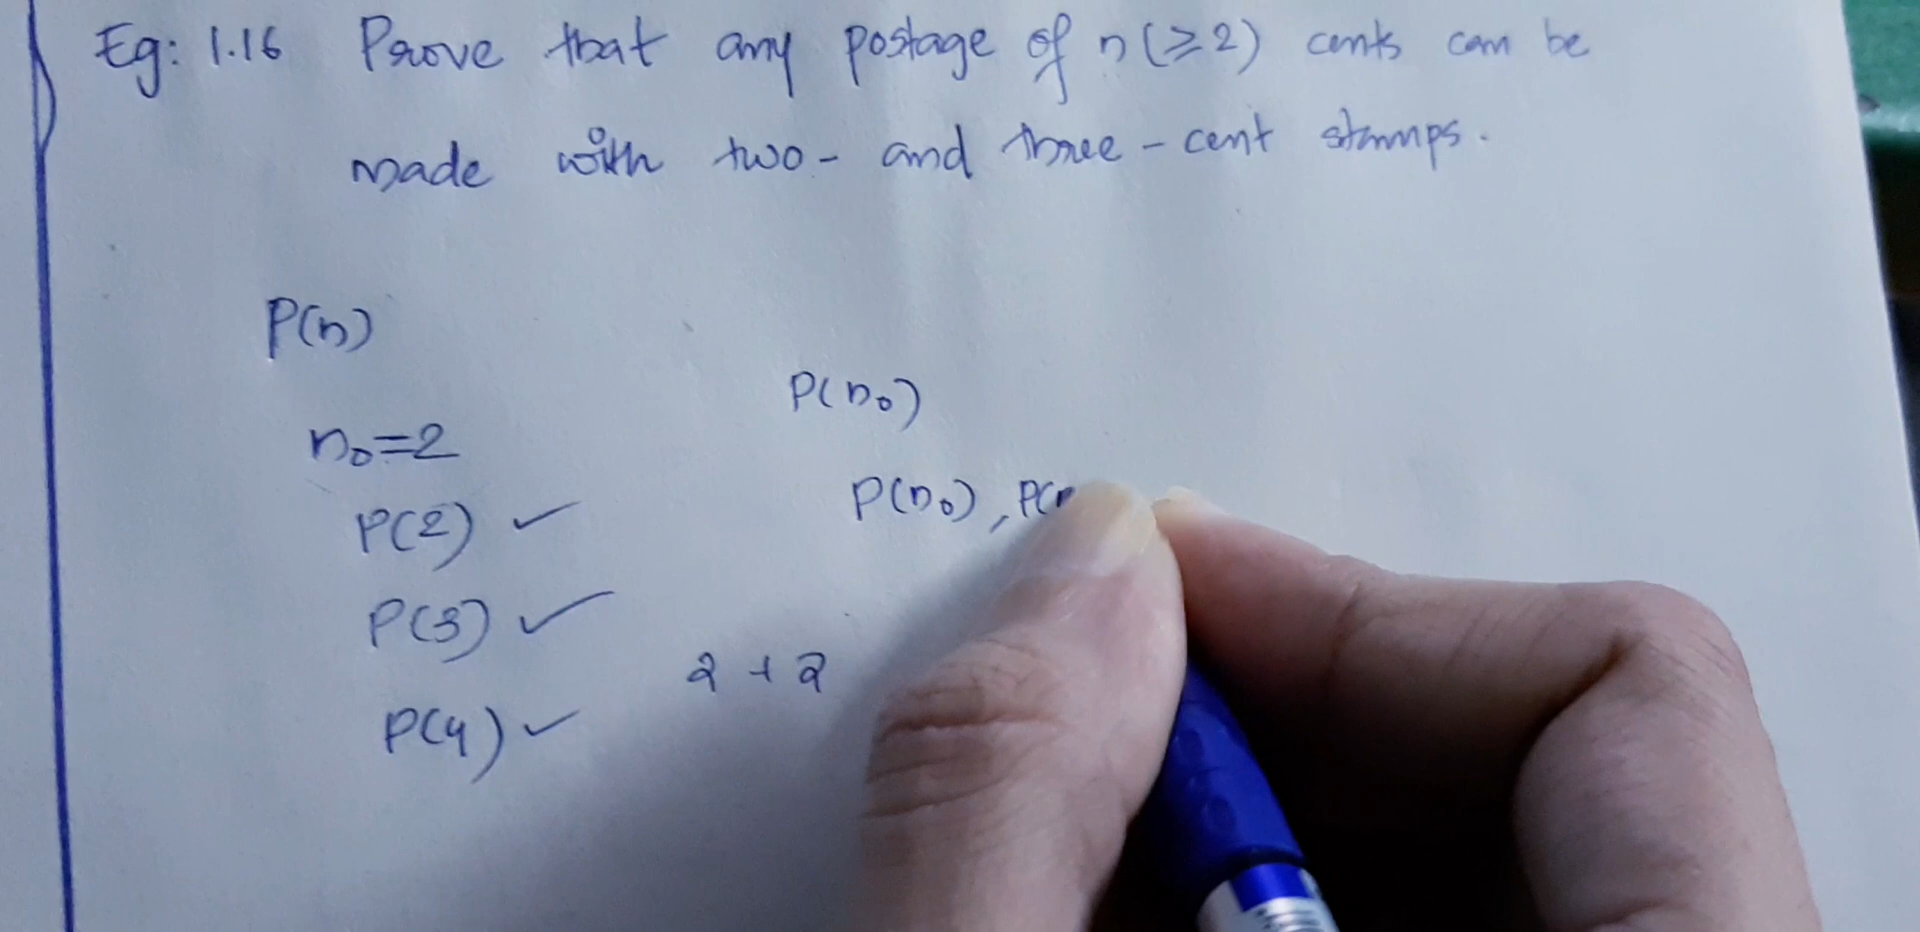 Eg: 1.16 Prove that any postage of n (≥2) cents can be
made with two- and three-cent stamps.
P(n)
P(n₀)
n₀=2
P(n₀), P(
P(2) ✓
P(3) ✓
2 + 2
P(4) ✓